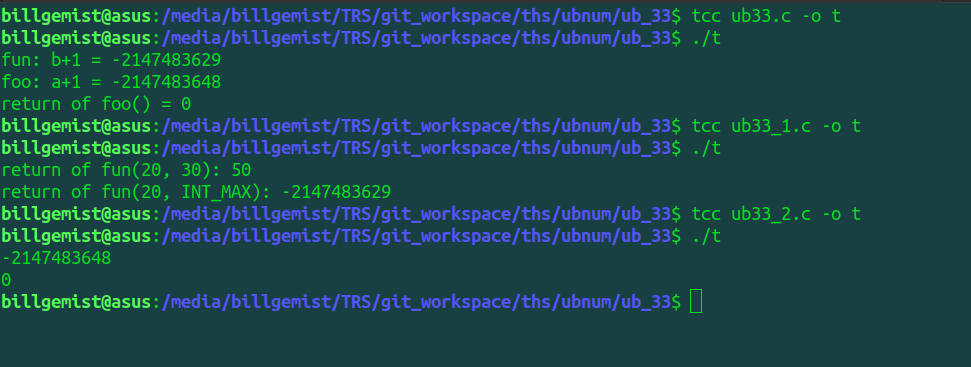 billgemist@asus:/media/billgemist/TRS/git_workspace/ths/ubnum/ub_33$ tcc ub33.c -o t
billgemist@asus:/media/billgemist/TRS/git_workspace/ths/ubnum/ub_33$ ./t
fun: b+1 = -2147483629
foo: a+1 = -2147483648
return of foo() = 0
billgemist@asus:/media/billgemist/TRS/git_workspace/ths/ubnum/ub_33$ tcc ub33_1.c -o t
billgemist@asus:/media/billgemist/TRS/git_workspace/ths/ubnum/ub_33$ ./t
return of fun(20, 30): 50
return of fun(20, INT_MAX): -2147483629
billgemist@asus:/media/billgemist/TRS/git_workspace/ths/ubnum/ub_33$ tcc ub33_2.c -o t
billgemist@asus:/media/billgemist/TRS/git_workspace/ths/ubnum/ub_33$ ./t
-2147483648
0
billgemist@asus:/media/billgemist/TRS/git_workspace/ths/ubnum/ub_33$